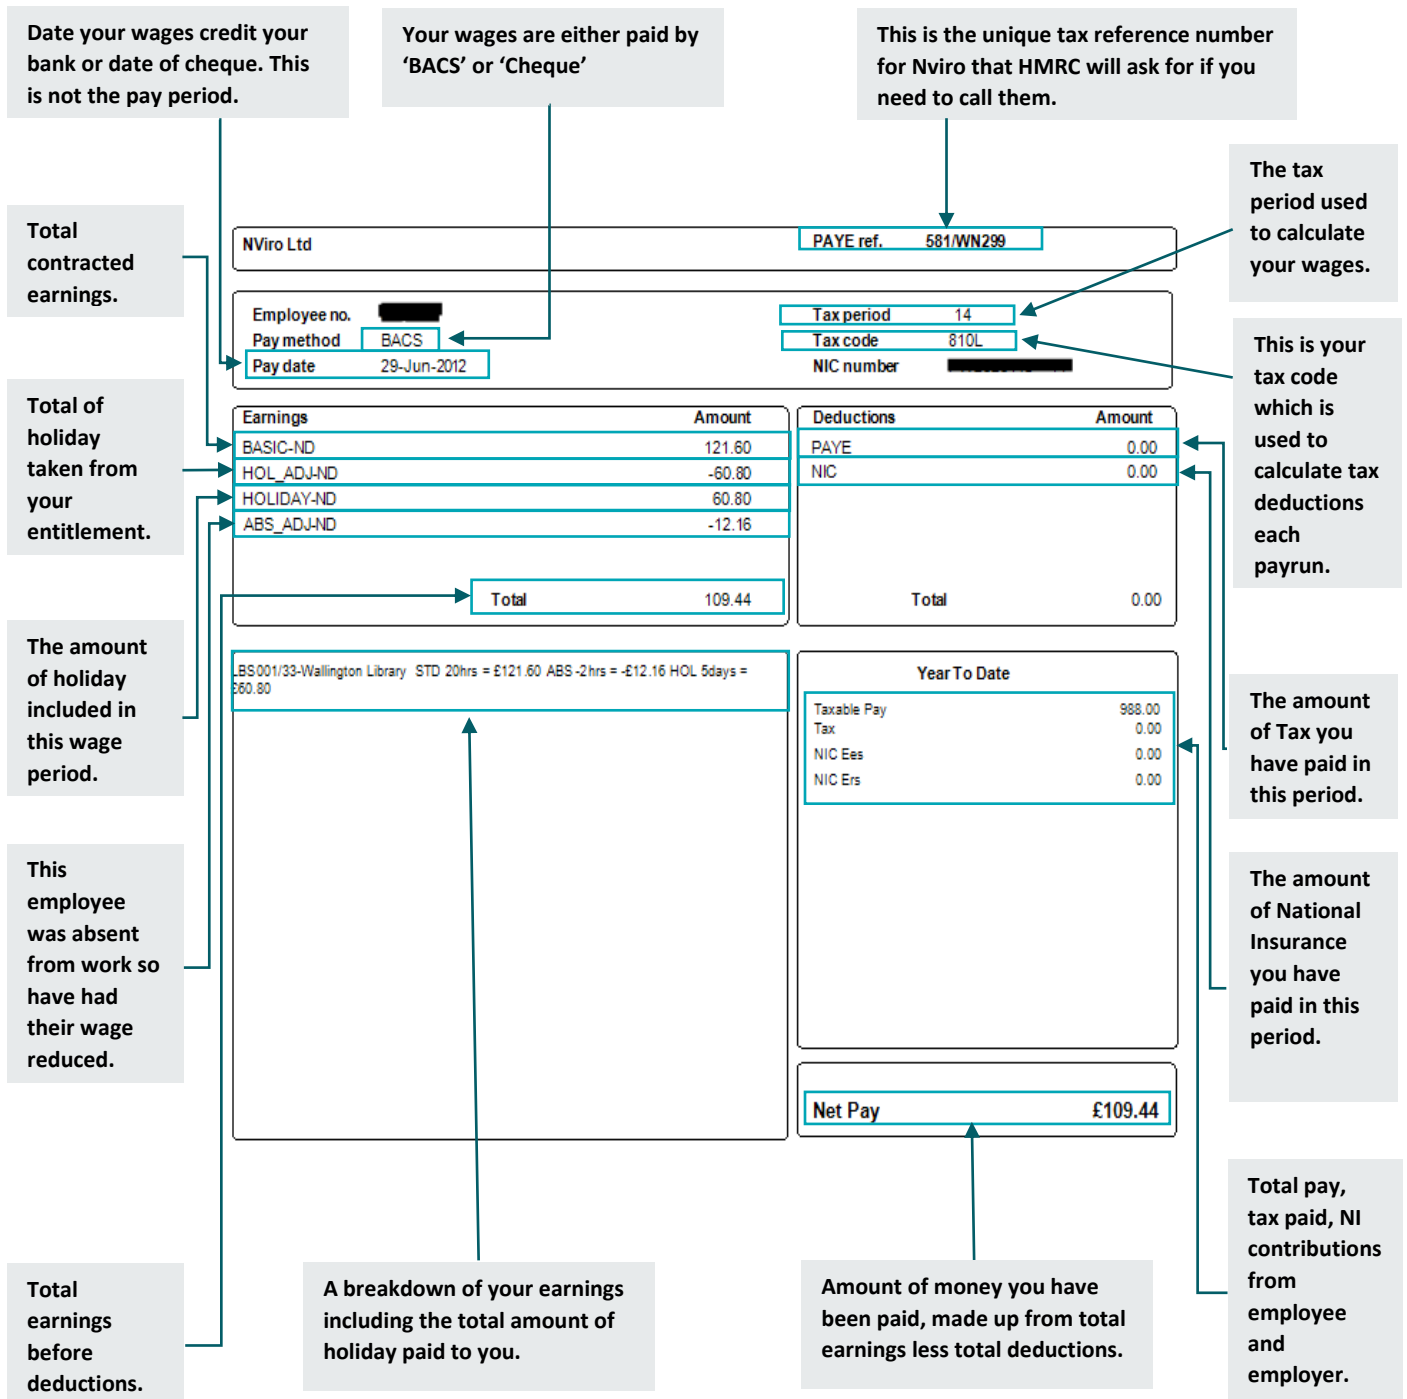 Date your wages credit your
bank or date of cheque. This
is not the pay period.
Your wages are either paid by
‘BACS’ or ‘Cheque’
This is the unique tax reference number
for Nviro that HMRC will ask for if you
need to call them.
The tax
period used
to calculate
your wages.
Total
contracted
earnings.
NViro Ltd
PAYE ref. 581/WN299
Employee no.
Pay method BACS
Pay date 29-Jun-2012
Tax period 14
Tax code 810L
NIC number
This is your
tax code
which is
used to
calculate tax
deductions
each
payrun.
Total of
holiday
taken from
your
entitlement.
Earnings Amount
BASIC-ND 121.60
HOL_ADJ-ND -60.80
HOLIDAY-ND 60.80
ABS_ADJ-ND -12.16
Total 109.44
Deductions Amount
PAYE 0.00
NIC 0.00
Total 0.00
The amount
of holiday
included in
this wage
period.
LBS001/33-Wallington Library STD 20hrs = £121.60 ABS -2hrs = -£12.16 HOL 5days =
£60.80
Year To Date
Taxable Pay 988.00
Tax 0.00
NIC Ees 0.00
NIC Ers 0.00
The amount
of Tax you
have paid in
this period.
This
employee
was absent
from work so
have had
their wage
reduced.
The amount
of National
Insurance
you have
paid in this
period.
Net Pay £109.44
Total
earnings
before
deductions.
A breakdown of your earnings
including the total amount of
holiday paid to you.
Amount of money you have
been paid, made up from total
earnings less total deductions.
Total pay,
tax paid, NI
contributions
from
employee
and
employer.